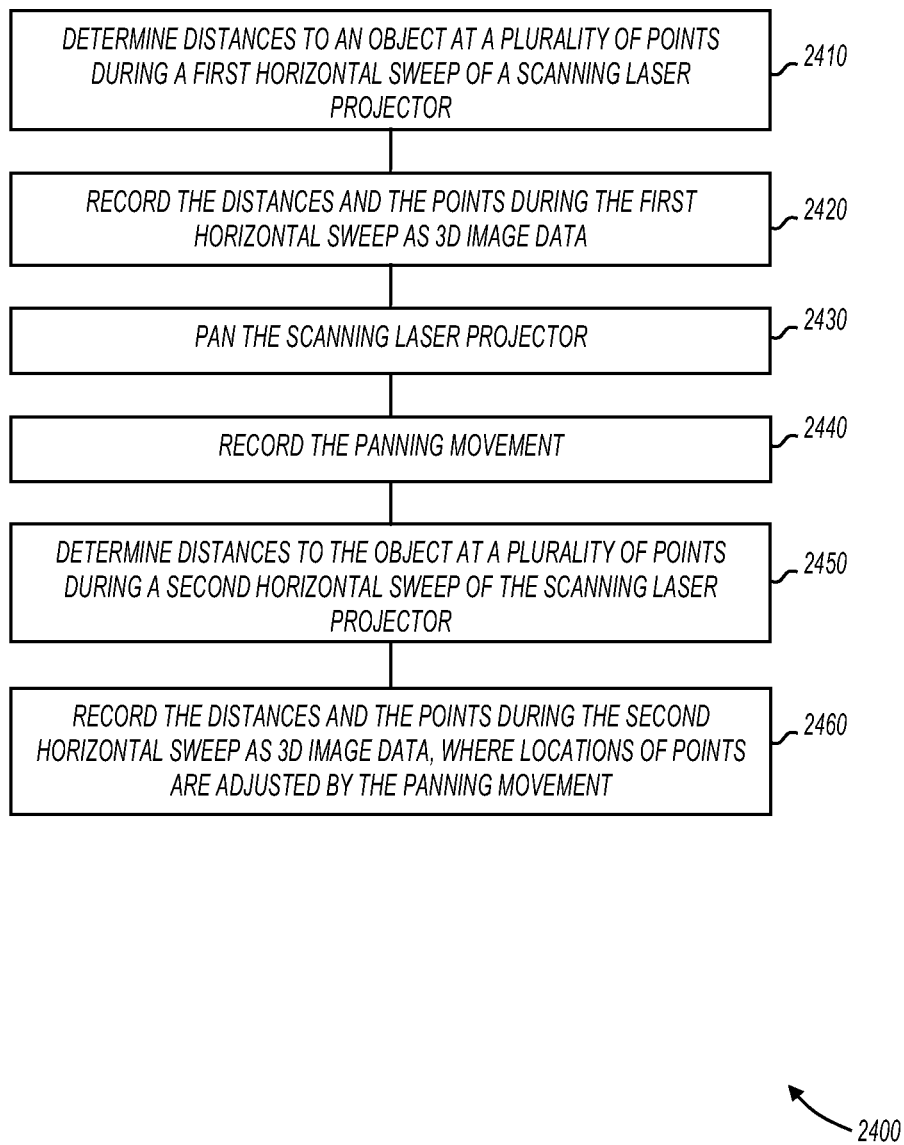 DETERMINE DISTANCES TO AN OBJECT AT A PLURALITY OF POINTS
DURING A FIRST HORIZONTAL SWEEP OF A SCANNING LASER
PROJECTOR
2410
RECORD THE DISTANCES AND THE POINTS DURING THE FIRST
HORIZONTAL SWEEP AS 3D IMAGE DATA
2420
PAN THE SCANNING LASER PROJECTOR
2430
RECORD THE PANNING MOVEMENT
2440
DETERMINE DISTANCES TO THE OBJECT AT A PLURALITY OF POINTS
DURING A SECOND HORIZONTAL SWEEP OF THE SCANNING LASER
PROJECTOR
2450
RECORD THE DISTANCES AND THE POINTS DURING THE SECOND
HORIZONTAL SWEEP AS 3D IMAGE DATA, WHERE LOCATIONS OF POINTS
ARE ADJUSTED BY THE PANNING MOVEMENT
2460
2400